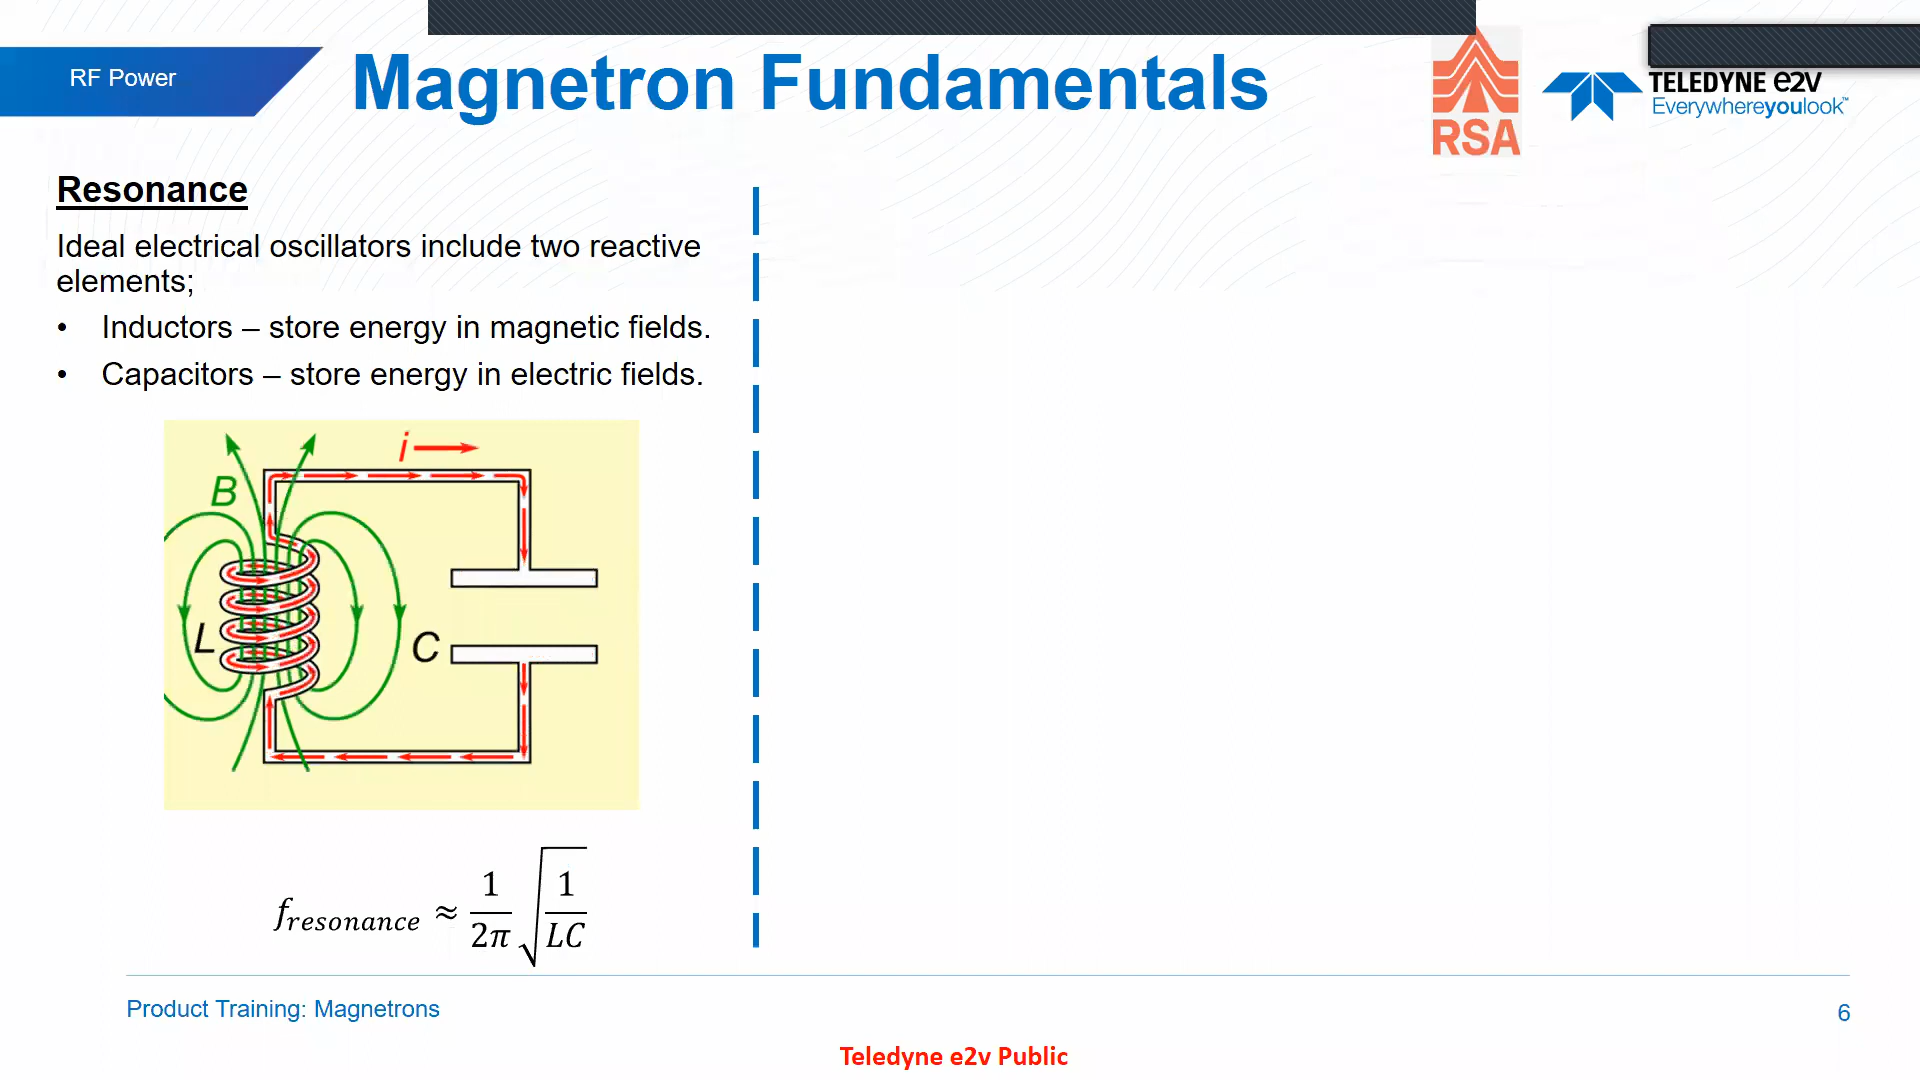 RF Power
Magnetron Fundamentals
RSA
TELEDYNE e2v
Everywhereyoulook™
Resonance
Ideal electrical oscillators include two reactive
elements;
• Inductors – store energy in magnetic fields.
• Capacitors – store energy in electric fields.
i
B
L
C
f_resonance ≈ 1/2π √(1/LC)
Product Training: Magnetrons
6
Teledyne e2v Public